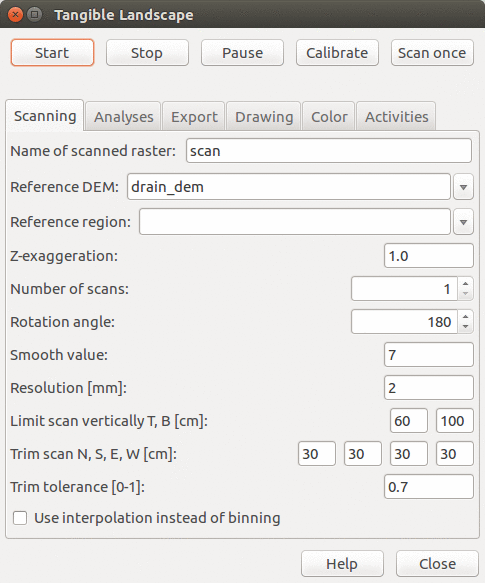 Tangible Landscape
Start Stop Pause Calibrate Scan once
Scanning Analyses Export Drawing Color Activities
Name of scanned raster: scan
Reference DEM: drain_dem
Reference region:
Z-exaggeration: 1.0
Number of scans: 1
Rotation angle: 180
Smooth value: 7
Resolution [mm]: 2
Limit scan vertically T, B [cm]: 60 100
Trim scan N, S, E, W [cm]: 30 30 30 30
Trim tolerance [0-1]: 0.7
Use interpolation instead of binning
Help Close